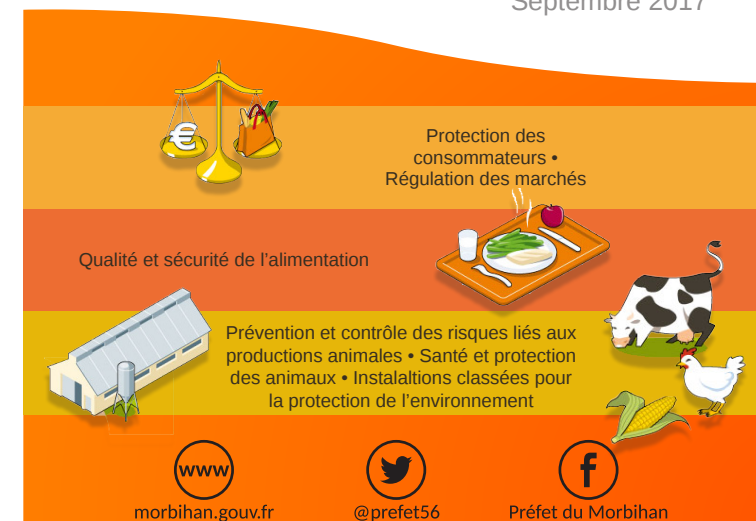 Septembre 2017
€
Protection des
consommateurs •
Régulation des marchés
Qualité et sécurité de l’alimentation
Prévention et contrôle des risques liés aux
productions animales • Santé et protection
des animaux • Instalaltions classées pour
la protection de l’environnement
www
f
morbihan.gouv.fr
@prefet56
Préfet du Morbihan